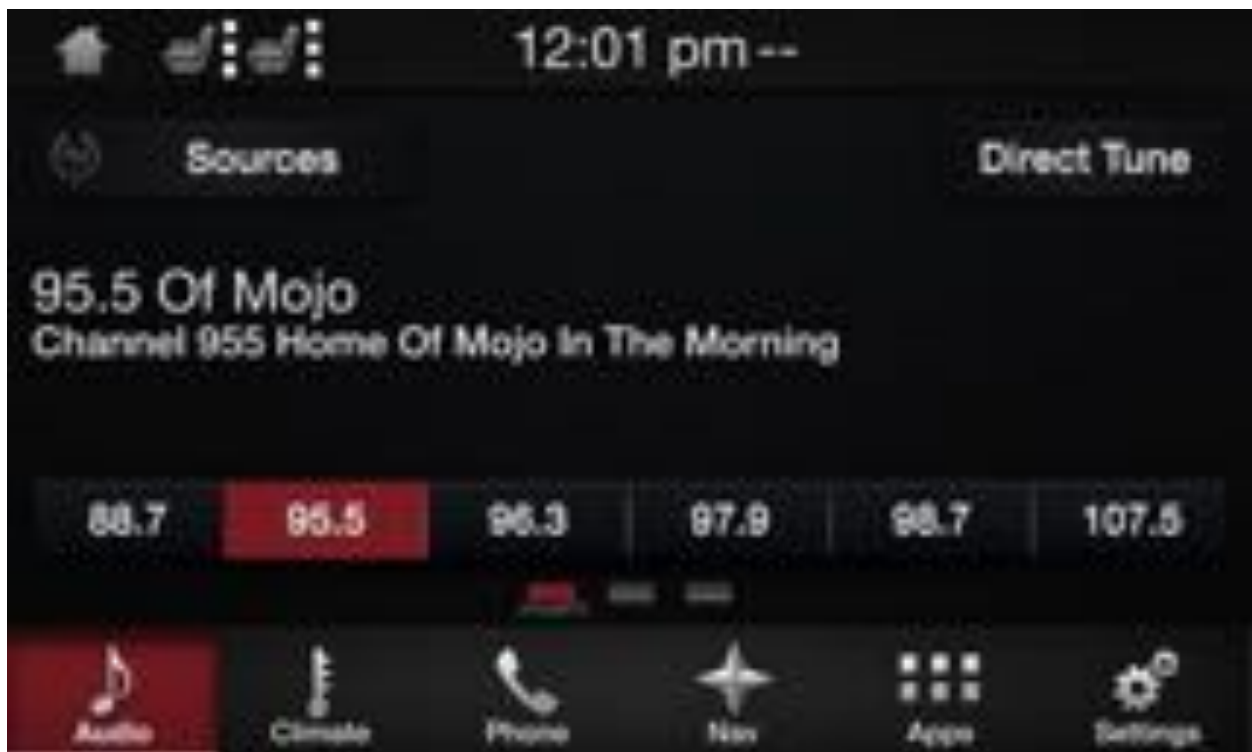 12:01 pm--
Sources
Direct Tune
95.5 Of Mojo
Channel 955 Home Of Mojo In The Morning
88.7 95.5 96.3 97.9 98.7 107.5
Audio Climate Phone Nav Apps Settings